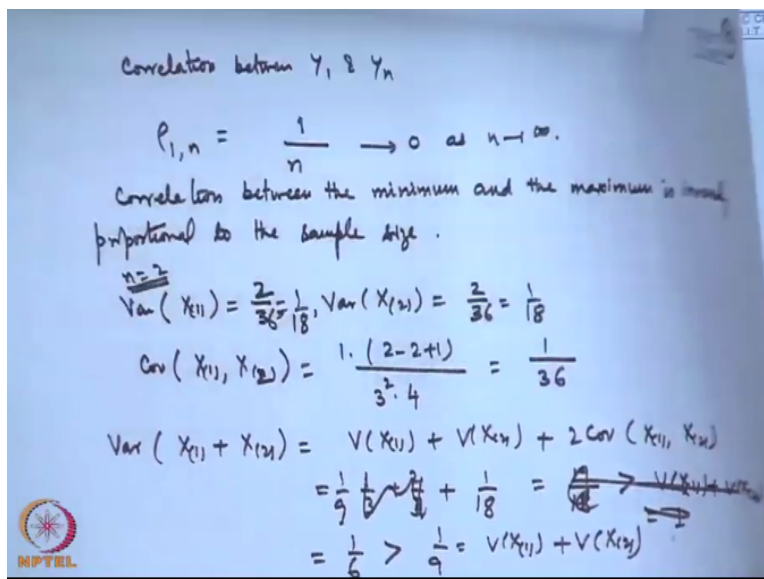 Correlation between Y₁ & Yₙ
ρ₁,ₙ = 1/n → 0 as n → ∞.
Correlation between the minimum and the maximum is
proportional to the sample size.
n=2
Var(X₍₁₎) = 2/36 = 1/18, Var(X₍₂₎) = 2/36 = 1/18
Cov(X₍₁₎, X₍₂₎) = 1.(2-2+1)/3²·4 = 1/36
Var(X₍₁₎ + X₍₂₎) = V(X₍₁₎) + V(X₍₂₎) + 2 Cov(X₍₁₎, X₍₂₎)
= 1/9 + 1/18 =
= 1/6 > 1/9 = V(X₍₁₎) + V(X₍₂₎)
NPTEL